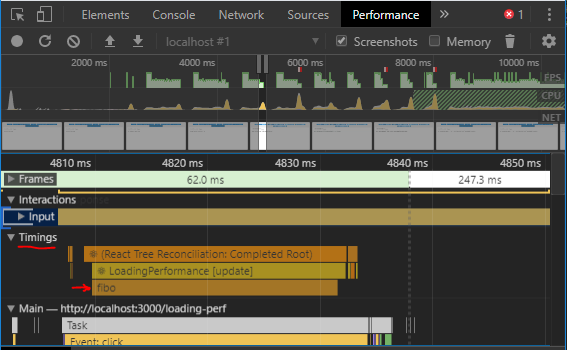 Elements Console Sources Performance » 1
localhost #1 Screenshots Memory
2000 ms 4000 ms 6000 ms 8000 ms 10000 ms
FPS
CPU
NET
4810 ms 4820 ms 4830 ms 4840 ms 4850 ms
Frames 62.0 ms 247.3 ms
Interactions
Input
Timings
(React Tree Reconciliation: Completed Root)
LoadingPerformance [update]
fibo
Main — http://localhost:3000/loading-perf
Task
Event: click